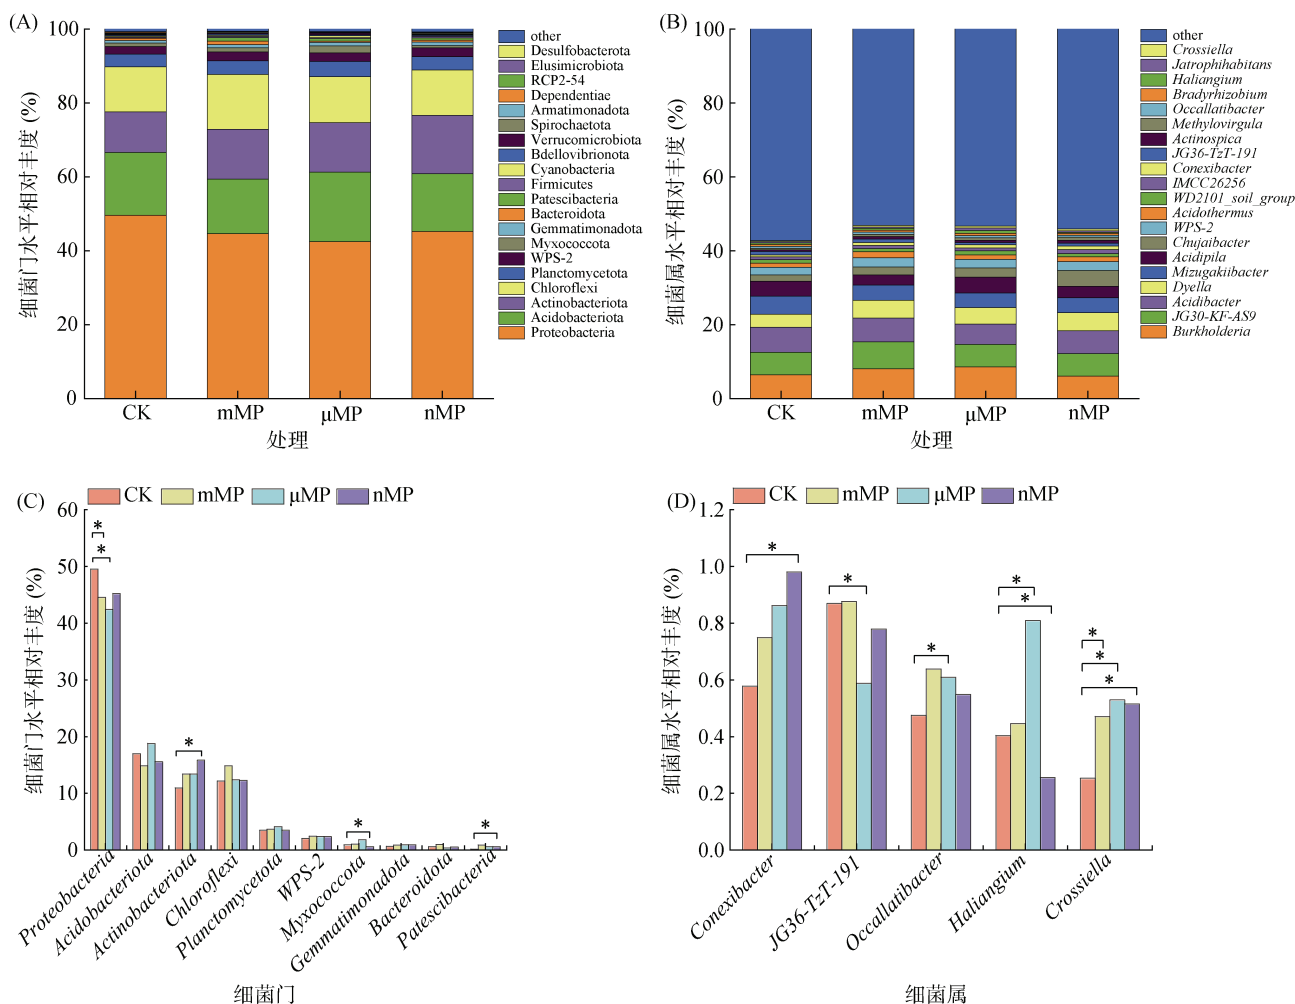 (A)
细菌门水平相对丰度 (%)
100
80
60
40
20
0
CK
mMP
μMP
nMP
处理
other
Desulfobacterota
Elusimicrobiota
RCP2-54
Dependentiae
Armatimonadota
Spirochaetota
Verrucomicrobiota
Bdellovibrionota
Cyanobacteria
Firmicutes
Patescibacteria
Bacteroidota
Gemmatimonadota
Myxococcota
WPS-2
Planctomycetota
Chloroflexi
Actinobacteriota
Acidobacteriota
Proteobacteria
(B)
细菌属水平相对丰度 (%)
100
80
60
40
20
0
CK
mMP
μMP
nMP
处理
other
Crossiella
Jatrophihabitans
Haliangium
Bradyrhizobium
Occallatibacter
Methylovirgula
Actinospica
JG36-TzT-191
Conexibacter
IMCC26256
WD2101_soil_group
Acidothermus
WPS-2
Chujaibacter
Acidipila
Mizugakiibacter
Dyella
Acidibacter
JG30-KF-AS9
Burkholderia
(C)
CK mMP μMP nMP
细菌门水平相对丰度 (%)
60
50
40
30
20
10
0
*
*
*
*
*
Proteobacteria
Acidobacteriota
Actinobacteriota
Chloroflexi
Planctomycetota
WPS-2
Myxococcota
Gemmatimonadota
Bacteroidota
Patescibacteria
细菌门
(D)
CK mMP μMP nMP
细菌属水平相对丰度 (%)
1.2
1.0
0.8
0.6
0.4
0.2
0.0
*
*
*
*
*
*
*
*
Conexibacter
JG36-TzT-191
Occallatibacter
Haliangium
Crossiella
细菌属